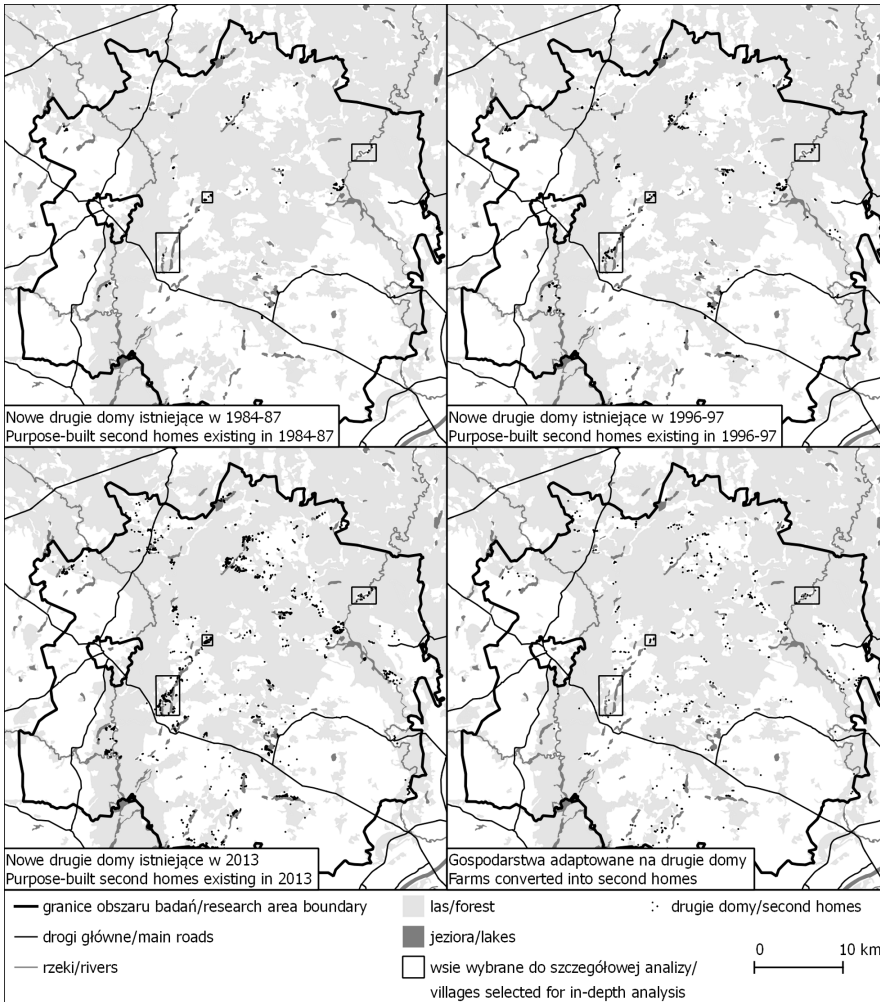 Nowe drugie domy istniejące w 1984-87
Purpose-built second homes existing in 1984-87
Nowe drugie domy istniejące w 1996-97
Purpose-built second homes existing in 1996-97
Nowe drugie domy istniejące w 2013
Purpose-built second homes existing in 2013
Gospodarstwa adaptowane na drugie domy
Farms converted into second homes
granice obszaru badań/research area boundary
drogi główne/main roads
rzeki/rivers
las/forest
jeziora/lakes
wsie wybrane do szczegółowej analizy/
villages selected for in-depth analysis
drugie domy/second homes
0 10 km